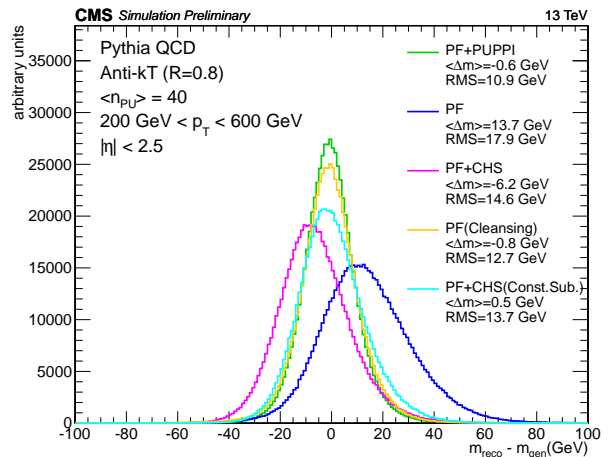 CMS Simulation Preliminary 13 TeV
arbitrary units
35000
30000
25000
20000
15000
10000
5000
0
Pythia QCD
Anti-kT (R=0.8)
<n_PU> = 40
200 GeV < p_T < 600 GeV
|η| < 2.5
PF+PUPPI
<Δm>=-0.6 GeV
RMS=10.9 GeV
PF
<Δm>=13.7 GeV
RMS=17.9 GeV
PF+CHS
<Δm>=-6.2 GeV
RMS=14.6 GeV
PF(Cleansing)
<Δm>=-0.8 GeV
RMS=12.7 GeV
PF+CHS(Const.Sub.)
<Δm>=0.5 GeV
RMS=13.7 GeV
-100 -80 -60 -40 -20 0 20 40 60 80 100
m_reco - m_gen(GeV)